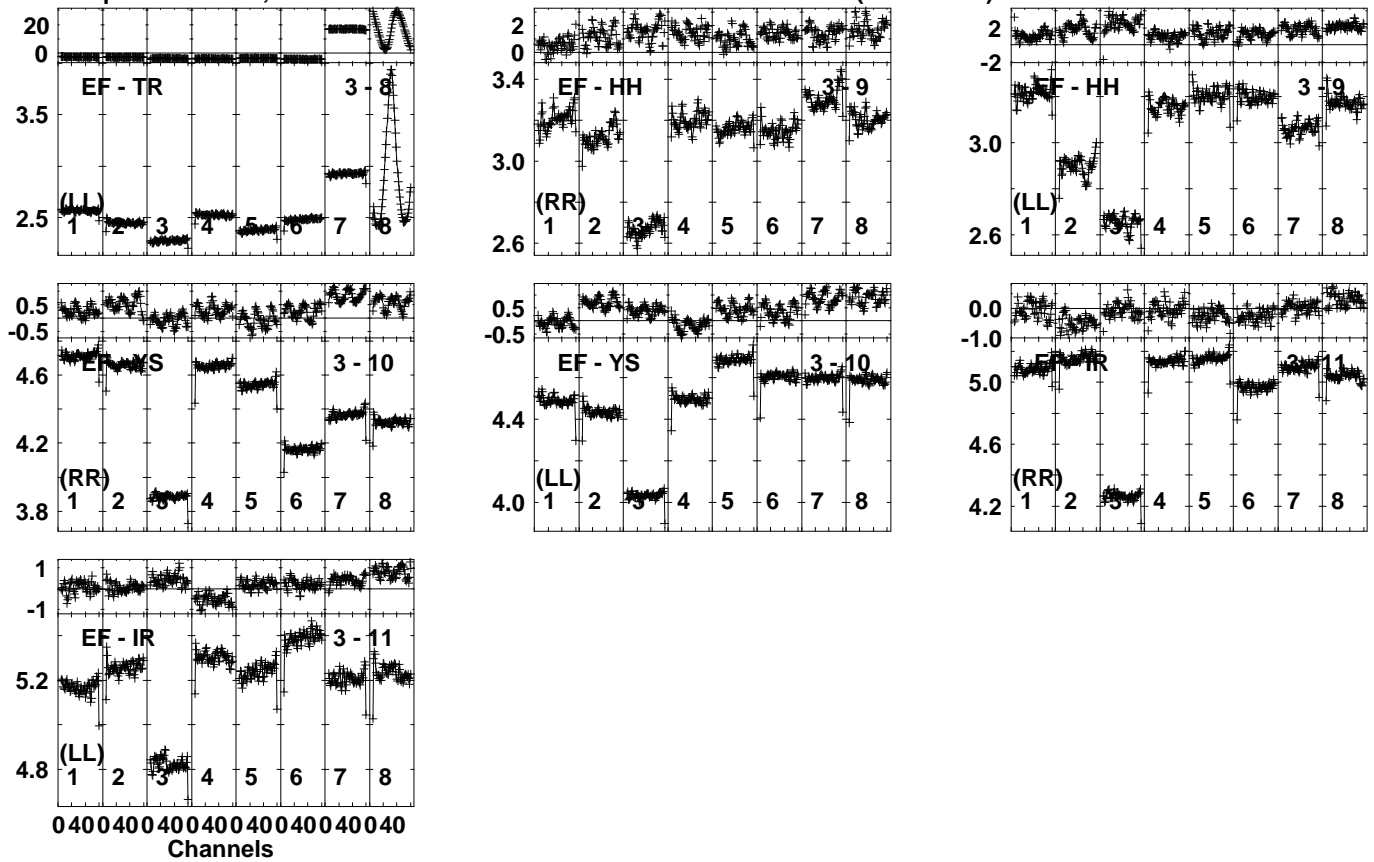 20
0
EF - TR 3 - 8
3.5
2.5
(LL)
1 2 3 4 5 6 7 8
2
0
3.4
EF - HH 3 - 9
3.0
2.6
(RR)
1 2 3 4 5 6 7 8
2
-2
EF - HH 3 - 9
3.0
2.6
(LL)
1 2 3 4 5 6 7 8
0.5
-0.5
EF - YS 3 - 10
4.6
4.2
3.8
(RR)
1 2 3 4 5 6 7 8
0.5
-0.5
EF - YS 3 - 10
4.4
4.0
(LL)
1 2 3 4 5 6 7 8
0.0
-1.0
EF - IR 3 - 11
5.0
4.6
4.2
(RR)
1 2 3 4 5 6 7 8
1
-1
EF - IR 3 - 11
5.2
4.8
(LL)
1 2 3 4 5 6 7 8
0 40 0 40 0 40 0 40 0 40 0 40 0 40 0 40
Channels